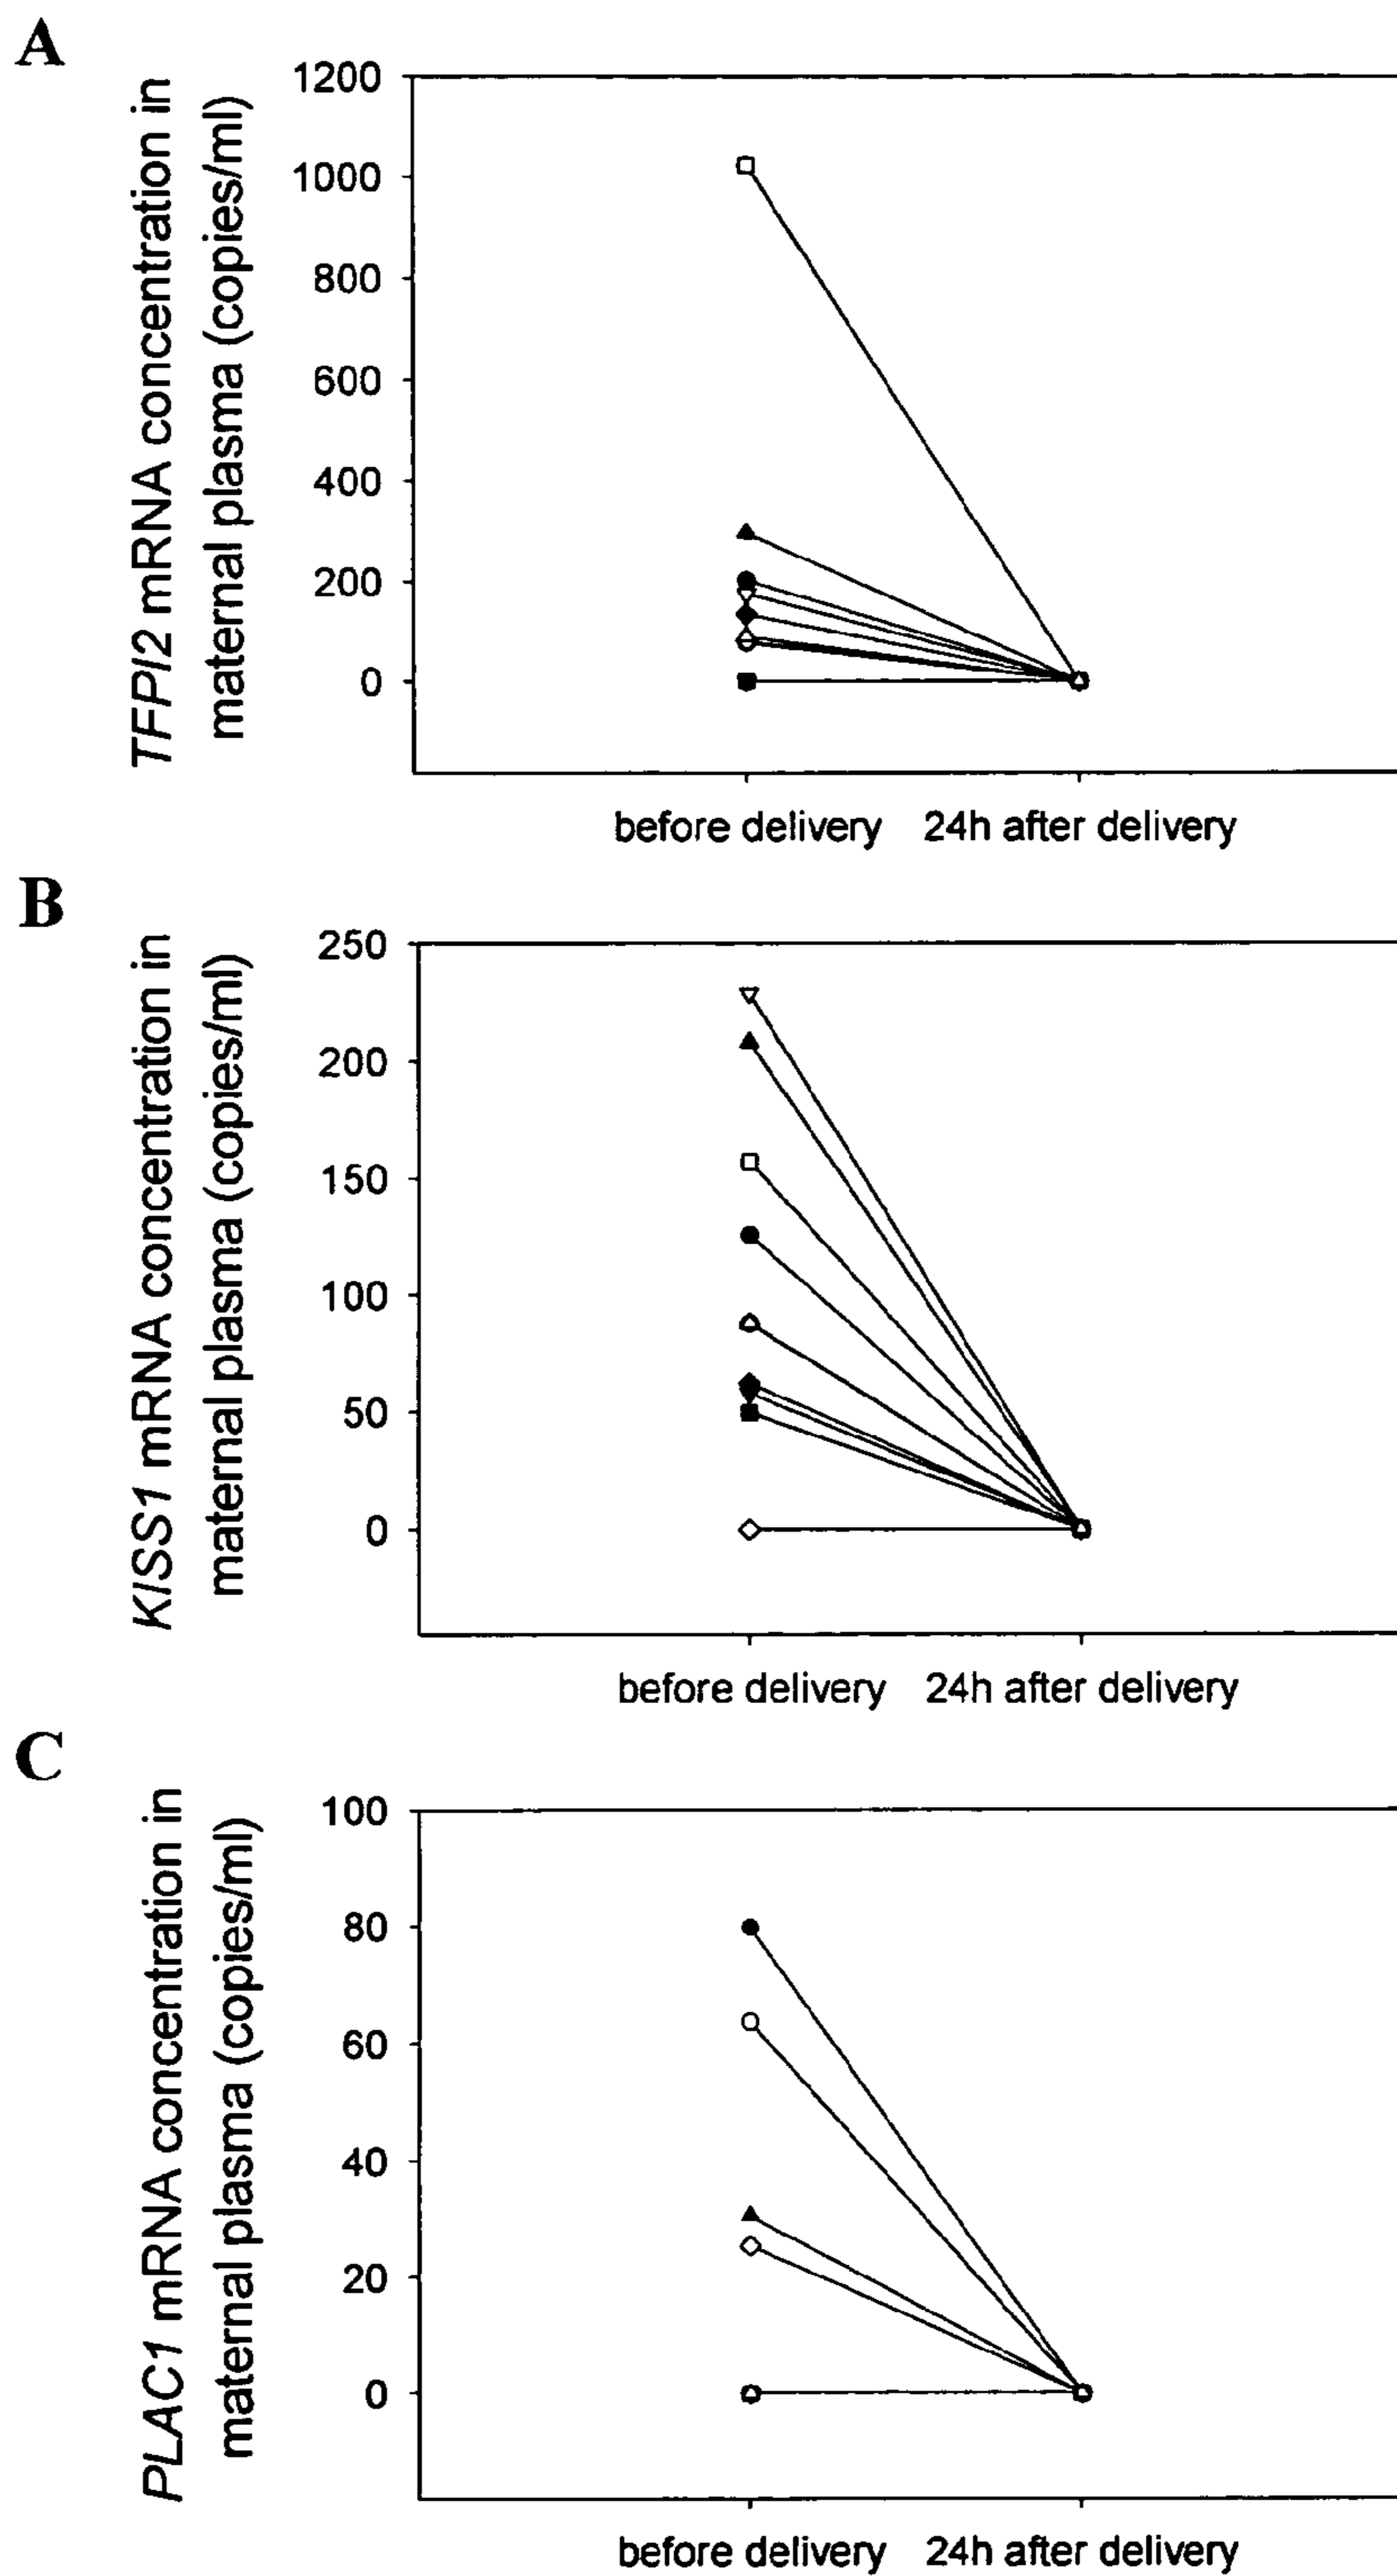 A
TFPI2 mRNA concentration in
maternal plasma (copies/ml)
1200
1000
800
600
400
200
0
before delivery 24h after delivery
B
KISS1 mRNA concentration in
maternal plasma (copies/ml)
250
200
150
100
50
0
before delivery 24h after delivery
C
PLAC1 mRNA concentration in
maternal plasma (copies/ml)
100
80
60
40
20
0
before delivery 24h after delivery